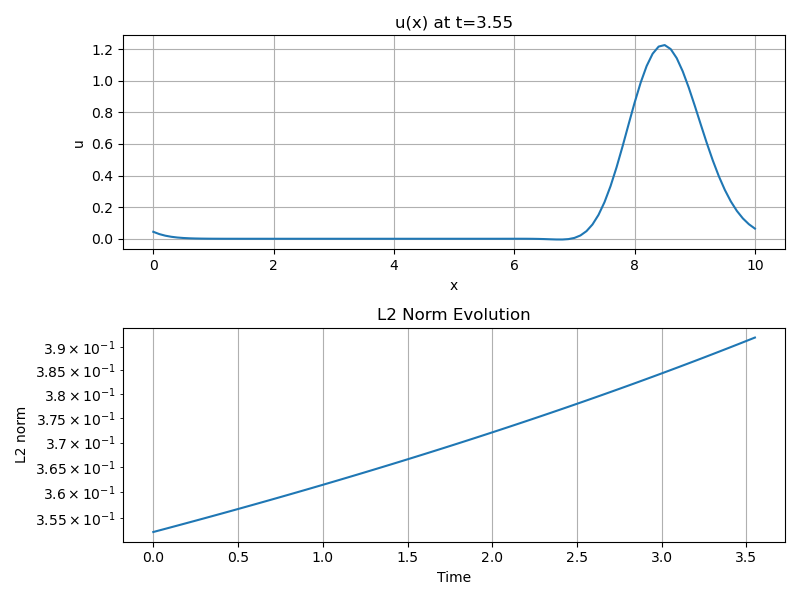 u(x) at t=3.55
1.2
1.0
0.8
0.6
0.4
0.2
0.0
u
0 2 4 6 8 10
x
L2 Norm Evolution
3.9 × 10⁻¹
3.85 × 10⁻¹
3.8 × 10⁻¹
3.75 × 10⁻¹
3.7 × 10⁻¹
3.65 × 10⁻¹
3.6 × 10⁻¹
3.55 × 10⁻¹
L2 norm
0.0 0.5 1.0 1.5 2.0 2.5 3.0 3.5
Time